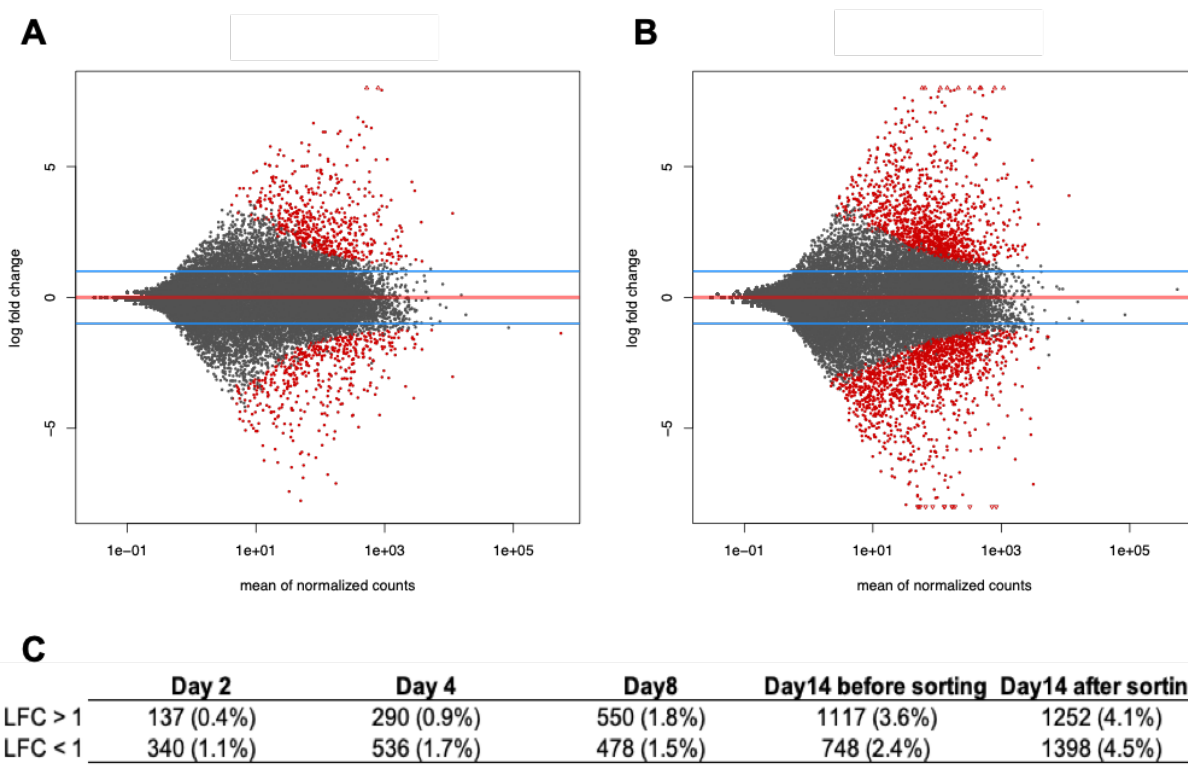 A
B
5
0
−5
log fold change
1e−01 1e+01 1e+03 1e+05
mean of normalized counts
5
0
−5
log fold change
1e−01 1e+01 1e+03 1e+05
mean of normalized counts
C
Day 2 Day 4 Day8 Day14 before sorting Day14 after sortin
LFC > 1 137 (0.4%) 290 (0.9%) 550 (1.8%) 1117 (3.6%) 1252 (4.1%)
LFC < 1 340 (1.1%) 536 (1.7%) 478 (1.5%) 748 (2.4%) 1398 (4.5%)